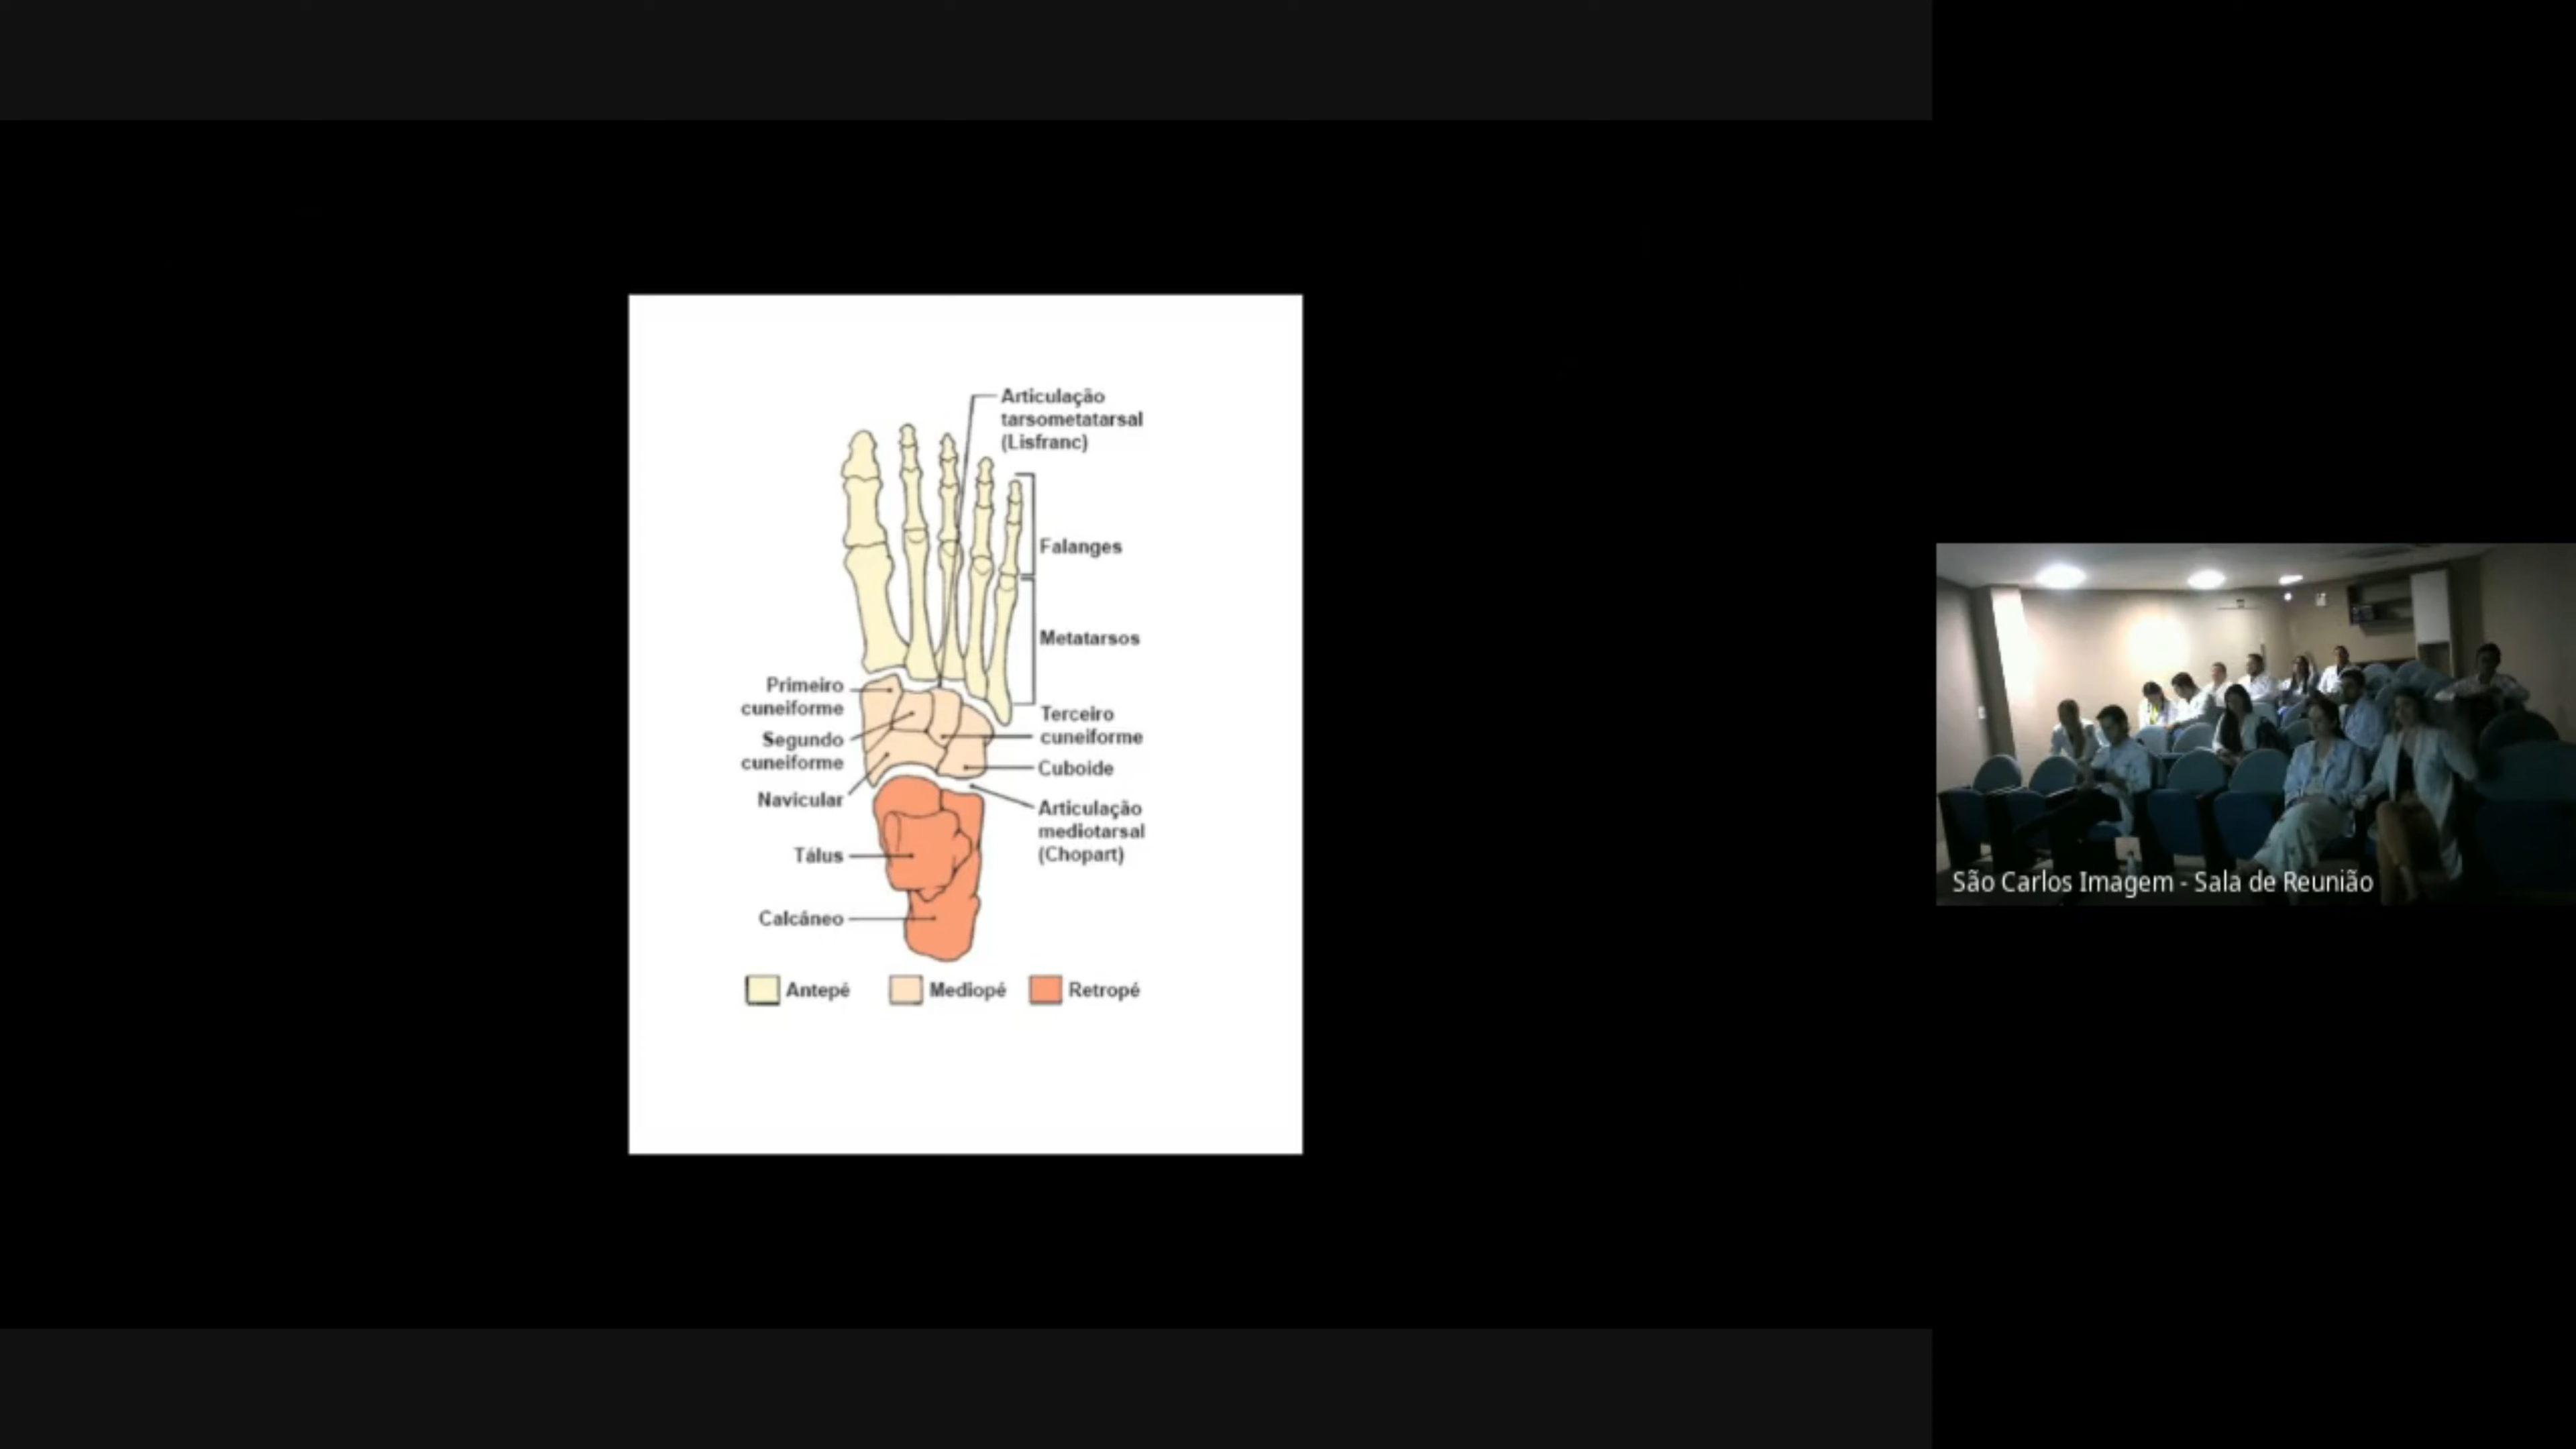 Articulação
tarsometatarsal
(Lisfranc)
Falanges
Metatarsos
Primeiro
cuneiforme
Segundo
cuneiforme
Navicular
Tálus
Calcâneo
Terceiro
cuneiforme
Cuboide
Articulação
mediotarsal
(Chopart)
Antepé
Mediopé
Retropé
São Carlos Imagem - Sala de Reunião